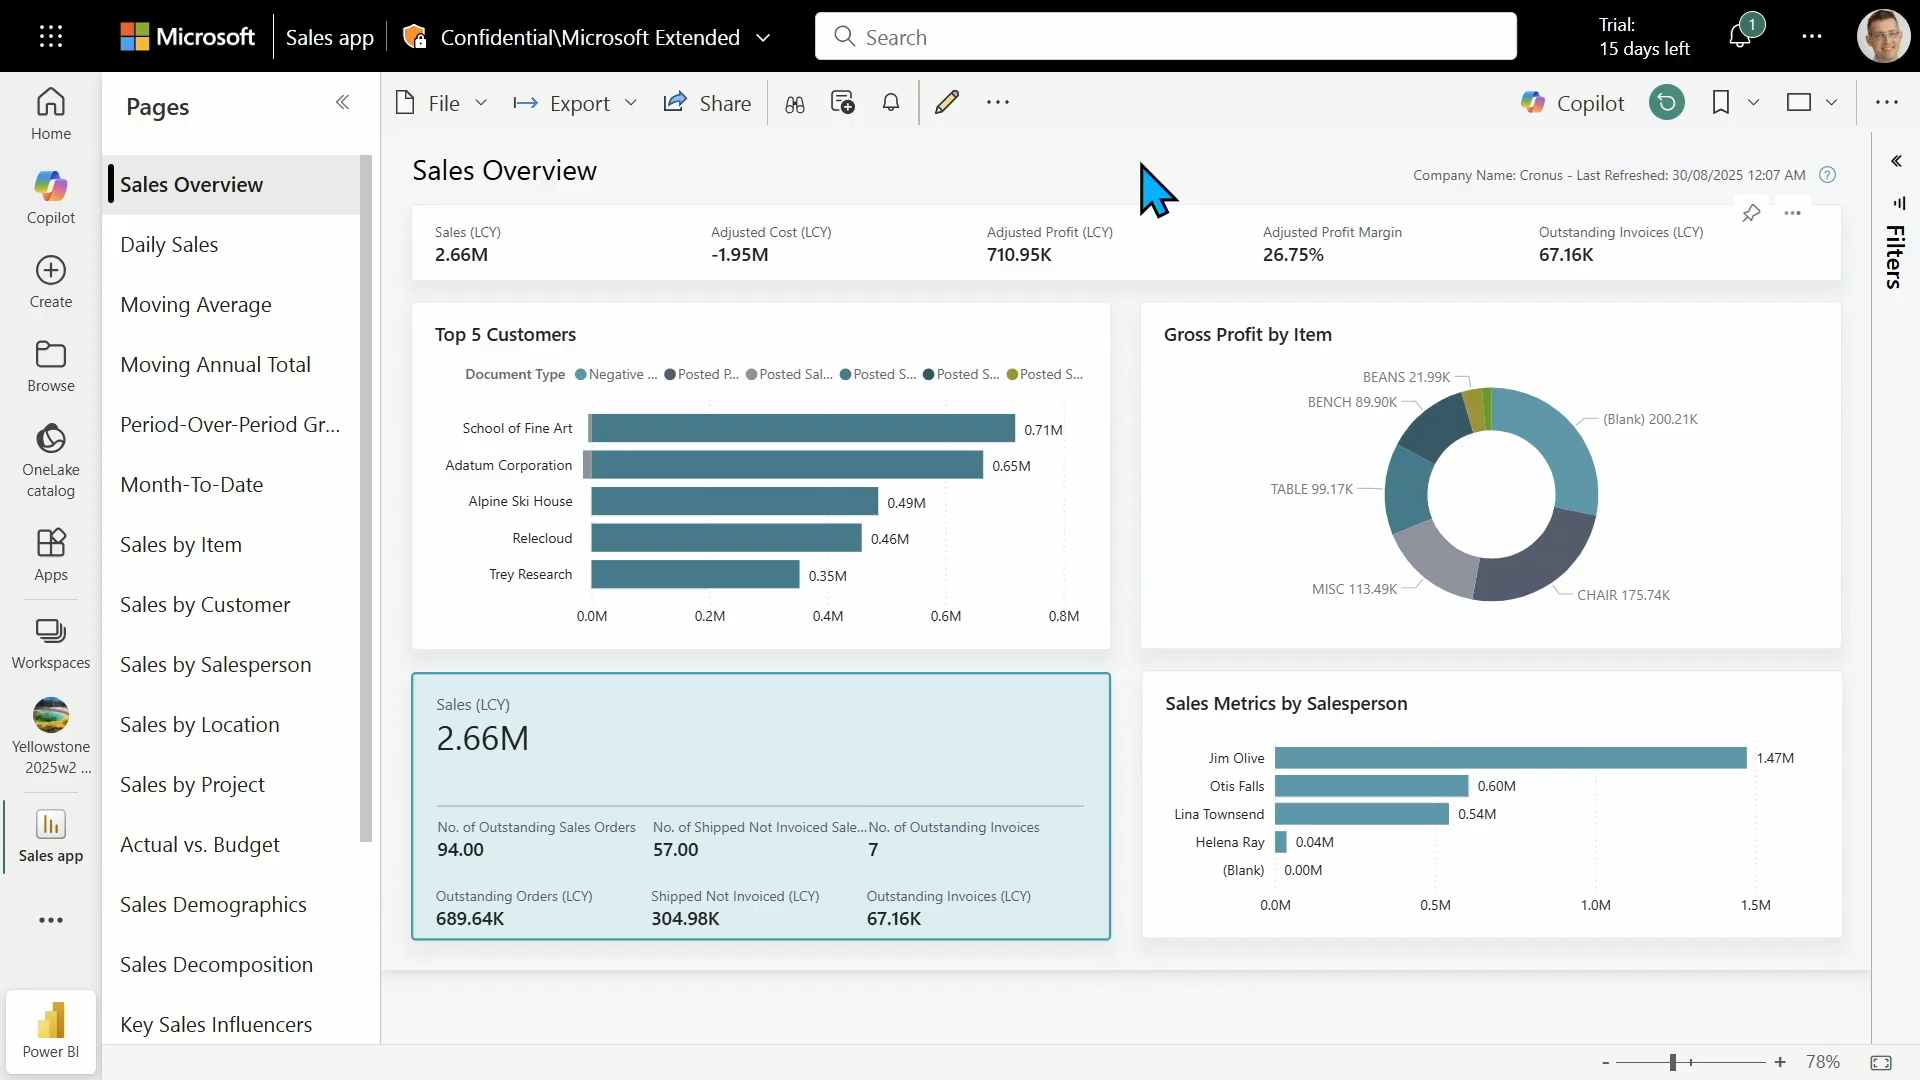 Microsoft
Sales app
Confidential\Microsoft Extended
Search
Trial:
15 days left
1
Home
Copilot
Create
Browse
OneLake
catalog
Apps
Workspaces
Yellowstone
2025w2 ...
Sales app
Power BI
Pages
Sales Overview
Daily Sales
Moving Average
Moving Annual Total
Period-Over-Period Gr...
Month-To-Date
Sales by Item
Sales by Customer
Sales by Salesperson
Sales by Location
Sales by Project
Actual vs. Budget
Sales Demographics
Sales Decomposition
Key Sales Influencers
File
Export
Share
Copilot
Sales Overview
Company Name: Cronus - Last Refreshed: 30/08/2025 12:07 AM
Filters
Sales (LCY)
2.66M
Adjusted Cost (LCY)
-1.95M
Adjusted Profit (LCY)
710.95K
Adjusted Profit Margin
26.75%
Outstanding Invoices (LCY)
67.16K
Top 5 Customers
Document Type Negative ... Posted P... Posted Sal... Posted S... Posted S... Posted S...
School of Fine Art 0.71M
Adatum Corporation 0.65M
Alpine Ski House 0.49M
Relecloud 0.46M
Trey Research 0.35M
0.0M 0.2M 0.4M 0.6M 0.8M
Gross Profit by Item
BEANS 21.99K
BENCH 89.90K
(Blank) 200.21K
TABLE 99.17K
MISC 113.49K
CHAIR 175.74K
Sales (LCY)
2.66M
No. of Outstanding Sales Orders
94.00
No. of Shipped Not Invoiced Sale...
57.00
No. of Outstanding Invoices
7
Outstanding Orders (LCY)
689.64K
Shipped Not Invoiced (LCY)
304.98K
Outstanding Invoices (LCY)
67.16K
Sales Metrics by Salesperson
Jim Olive 1.47M
Otis Falls 0.60M
Lina Townsend 0.54M
Helena Ray 0.04M
(Blank) 0.00M
0.0M 0.5M 1.0M 1.5M
- + 78%